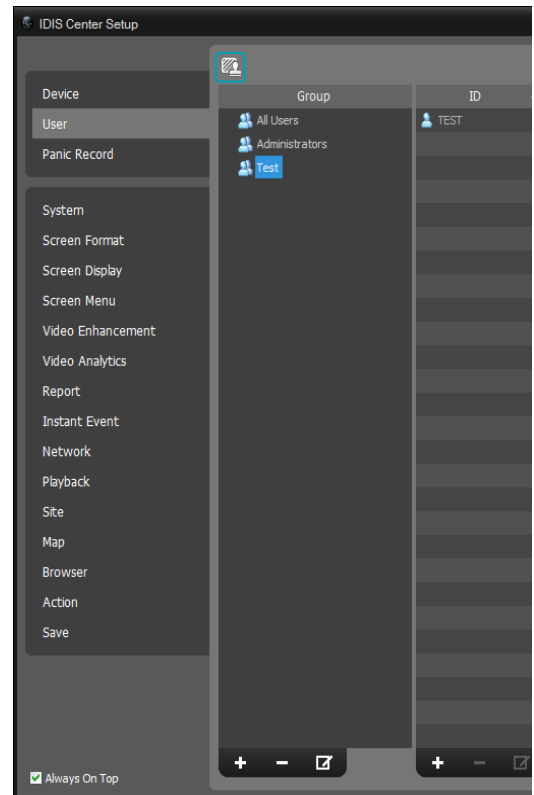 IDIS Center Setup
Device
User
Panic Record
System
Screen Format
Screen Display
Screen Menu
Video Enhancement
Video Analytics
Report
Instant Event
Network
Playback
Site
Map
Browser
Action
Save
Always On Top
Group
All Users
Administrators
Test
ID
TEST